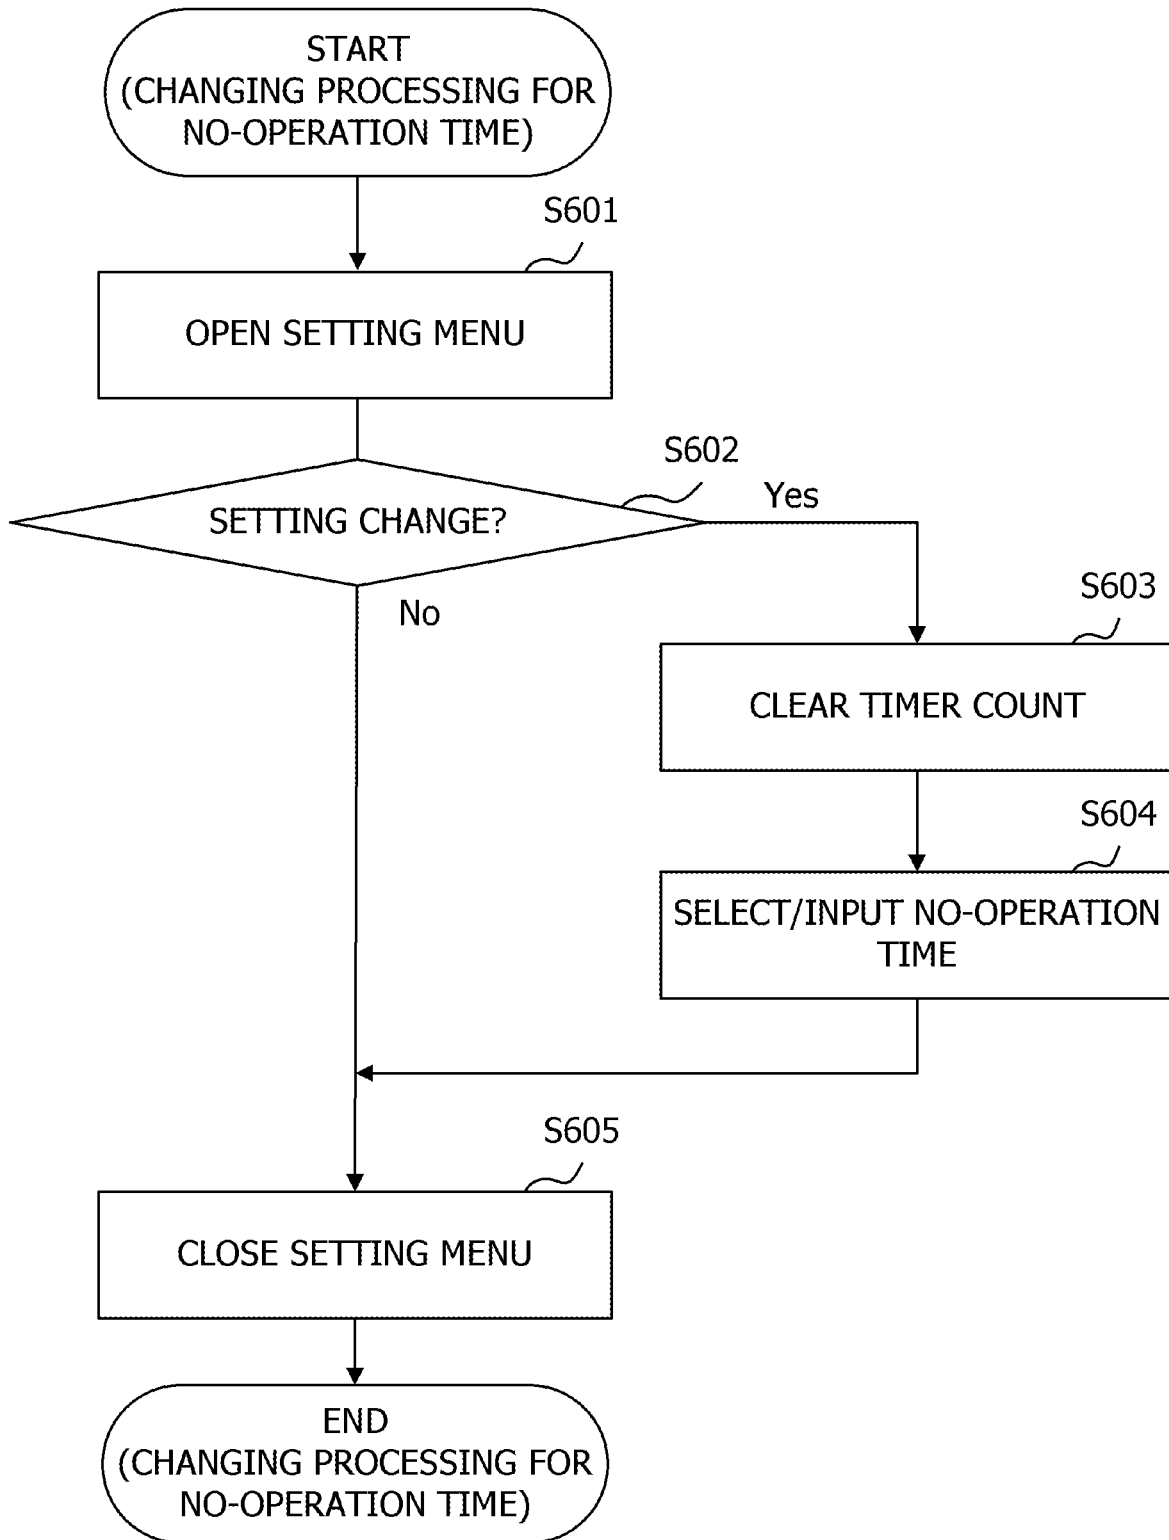 START
(CHANGING PROCESSING FOR
NO-OPERATION TIME)
S601
OPEN SETTING MENU
S602
SETTING CHANGE?
Yes
No
S603
CLEAR TIMER COUNT
S604
SELECT/INPUT NO-OPERATION
TIME
S605
CLOSE SETTING MENU
END
(CHANGING PROCESSING FOR
NO-OPERATION TIME)